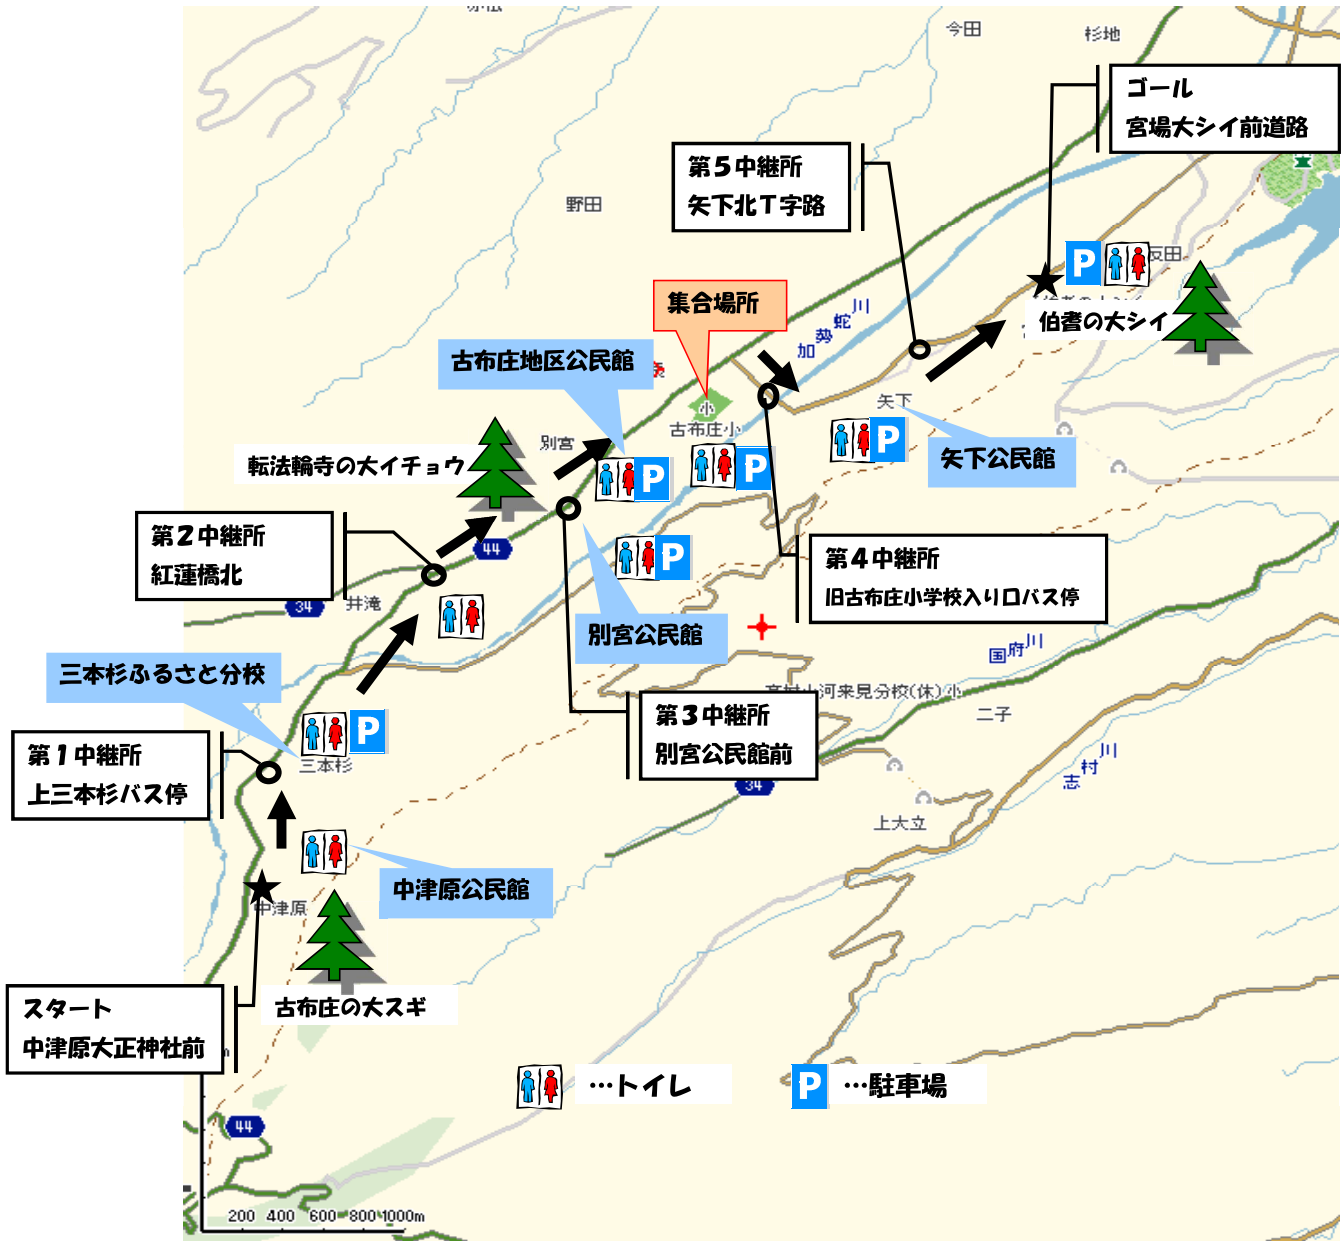 今田
杉地
ゴール
宮場大シイ前道路
第5中継所
矢下北T字路
野田
反田
集合場所
加勢蛇川
伯耆の大シイ
古布庄地区公民館
小
古布庄小
矢下
矢下公民館
別宮
転法輪寺の大イチョウ
P
P
P
P
P
P
第2中継所
紅蓮橋北
44
34
井滝
第4中継所
旧古布庄小学校入り口バス停
別宮公民館
国府川
三本杉ふるさと分校
河来見分校(休)小
二子
第3中継所
別宮公民館前
第1中継所
上三本杉バス停
三本杉
34
志村川
上大立
中津原公民館
中津原
古布庄の大スギ
スタート
中津原大正神社前
…トイレ
P
…駐車場
44
200 400 600 800 1000m